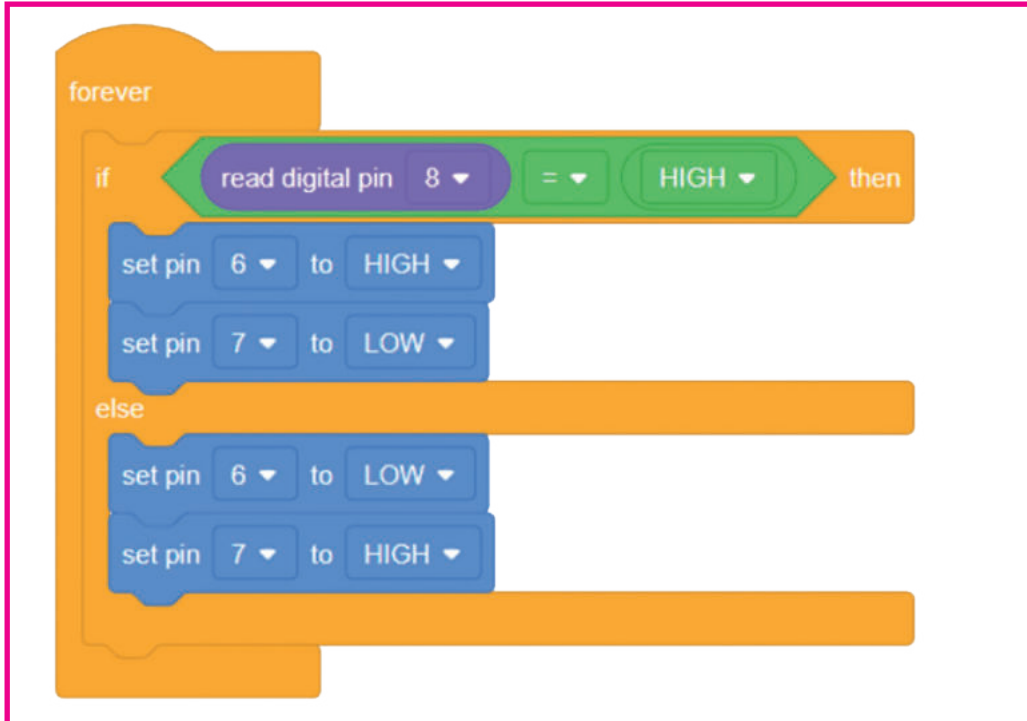 forever
if read digital pin 8 = HIGH then
set pin 6 to HIGH
set pin 7 to LOW
else
set pin 6 to LOW
set pin 7 to HIGH